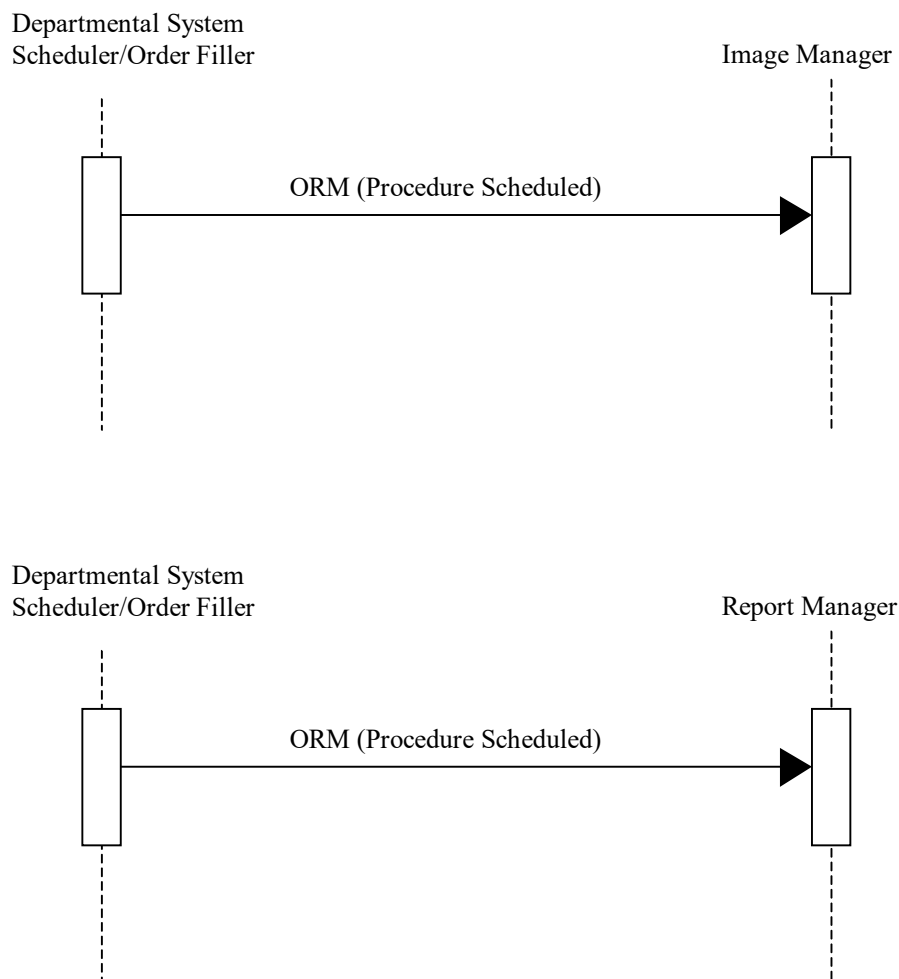 Departmental System
Scheduler/Order Filler
Image Manager
ORM (Procedure Scheduled)
Departmental System
Scheduler/Order Filler
Report Manager
ORM (Procedure Scheduled)